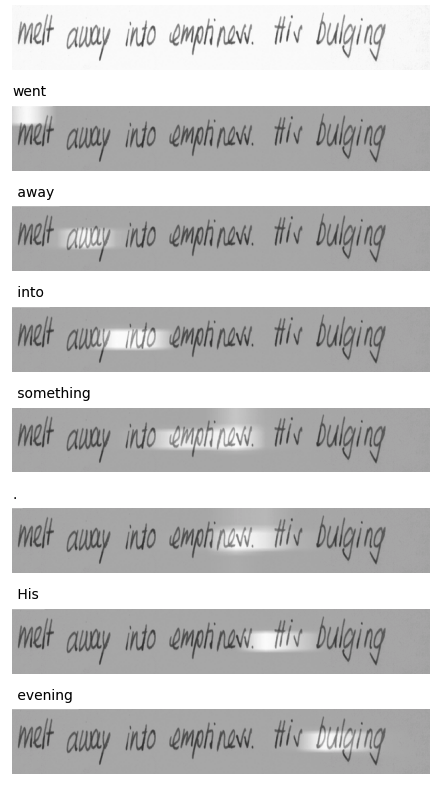 melt away into emptiness. His bulging
went
melt away into emptiness. His bulging
away
melt away into emptiness. His bulging
into
melt away into emptiness. His bulging
something
melt away into emptiness. His bulging
.
melt away into emptiness. His bulging
His
melt away into emptiness. His bulging
evening
melt away into emptiness. His bulging